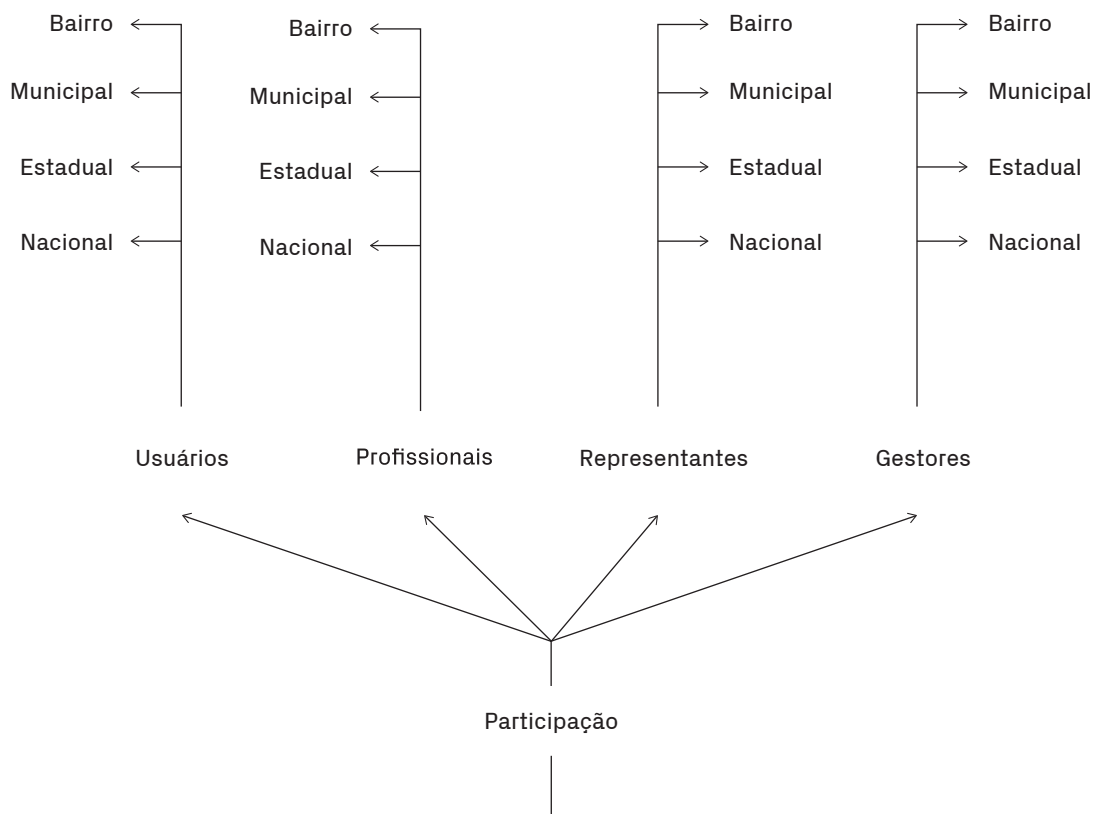 Bairro
Municipal
Estadual
Nacional
Bairro
Municipal
Estadual
Nacional
Bairro
Municipal
Estadual
Nacional
Bairro
Municipal
Estadual
Nacional
Usuários
Profissionais
Representantes
Gestores
Participação